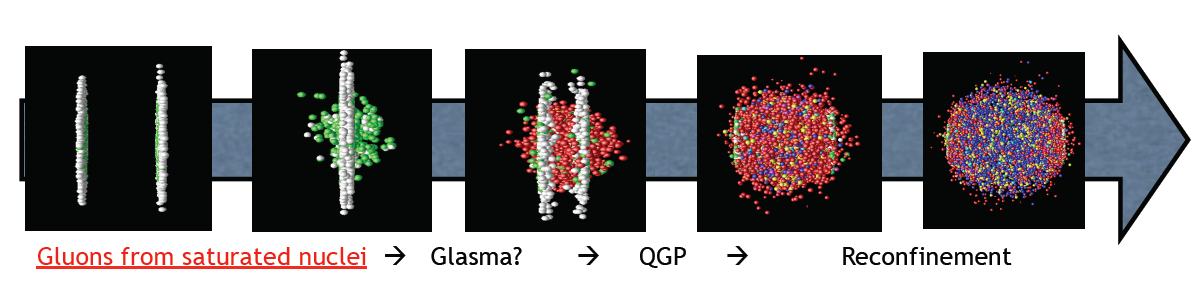 Gluons from saturated nuclei → Glasma? → QGP → Reconfinement